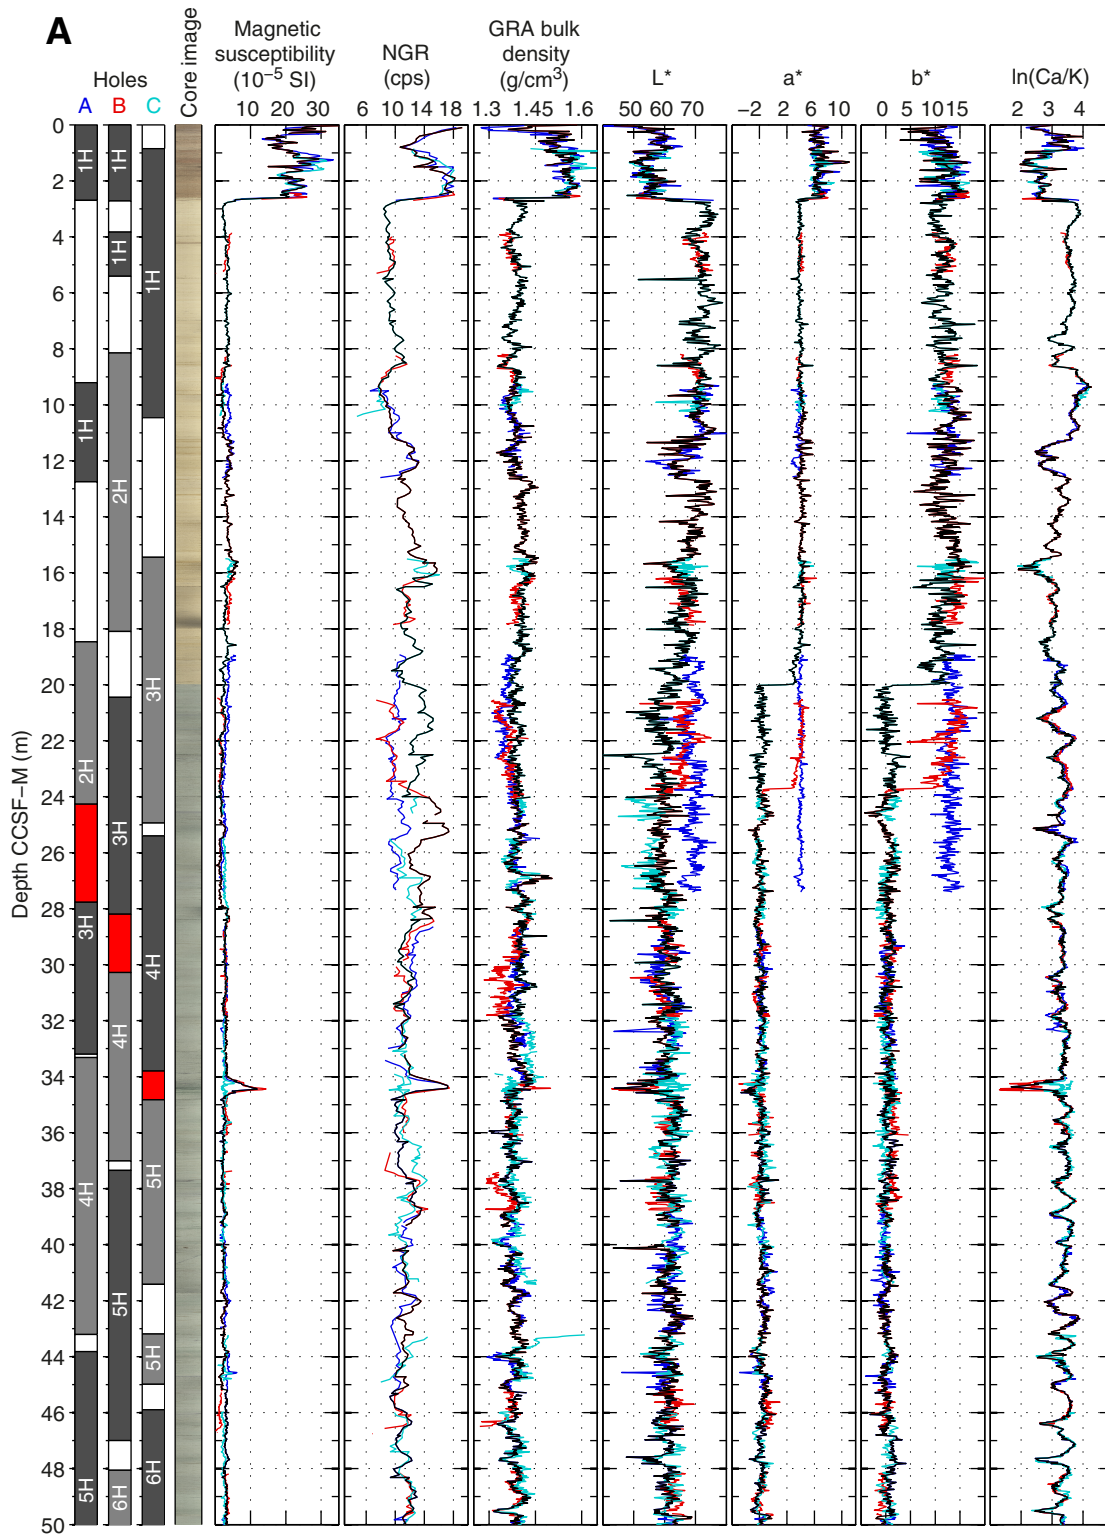 A
Holes
A B C
Core image
Magnetic
susceptibility
(10⁻⁵ SI)
NGR
(cps)
GRA bulk
density
(g/cm³)
L*
a*
b*
ln(Ca/K)
10 20 30
6 10 14 18
1.3 1.45 1.6
50 60 70
−2 2 6 10
0 5 10 15
2 3 4
Depth CCSF−M (m)
0
2
4
6
8
10
12
14
16
18
20
22
24
26
28
30
32
34
36
38
40
42
44
46
48
50
1H
1H
2H
3H
4H
5H
1H
1H
2H
3H
4H
5H
6H
1H
3H
4H
5H
5H
6H